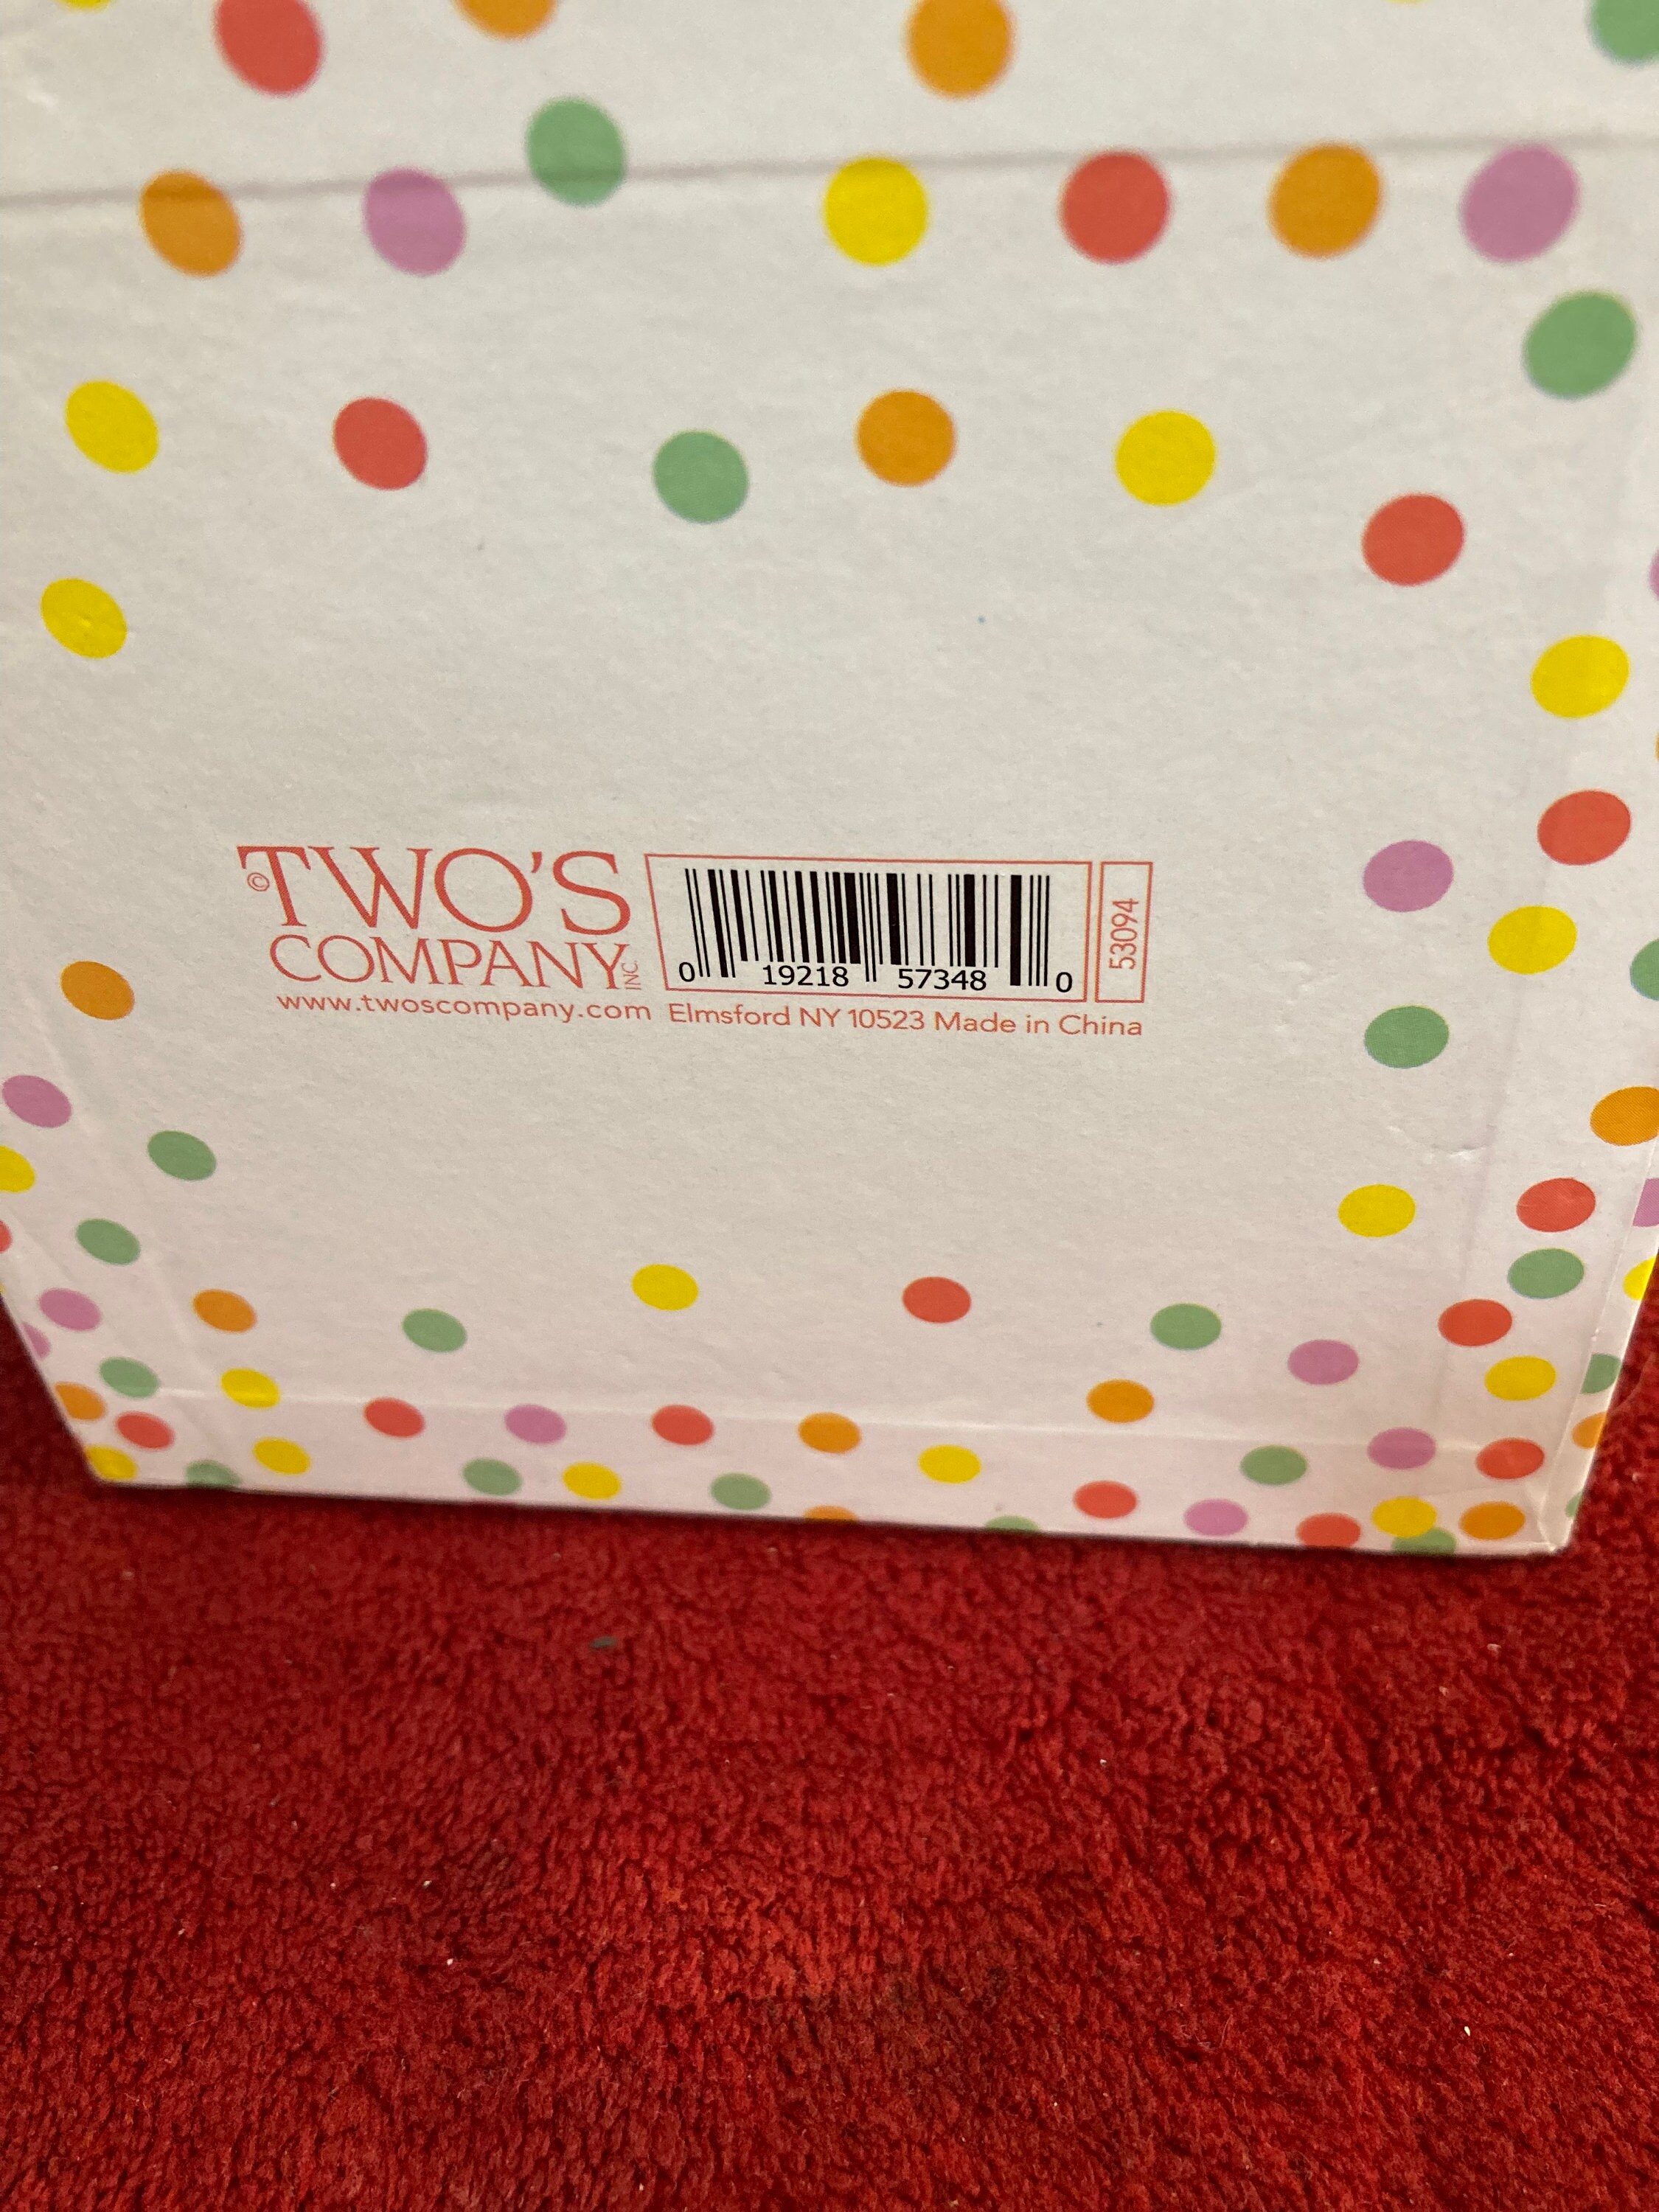 © TWO'S
COMPANY INC.
0 19218 57348 0
53094
www.twoscompany.com Elmsford NY 10523 Made in China